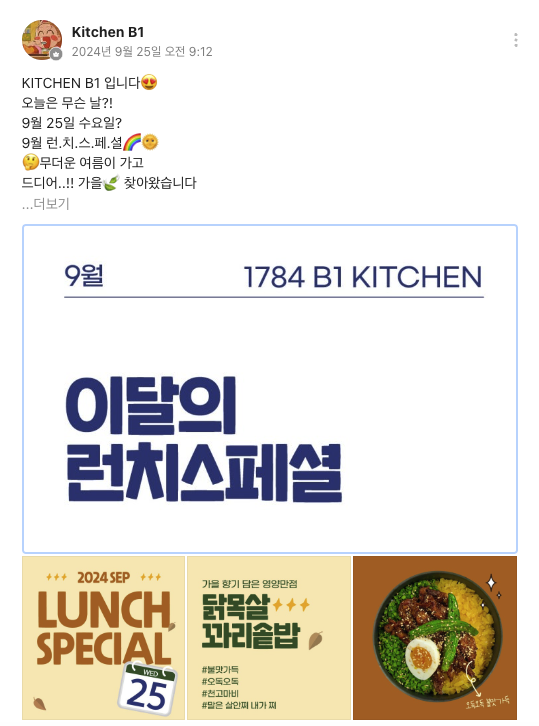 Kitchen B1
2024년 9월 25일 오전 9:12
KITCHEN B1 입니다😍
오늘은 무슨 날?!
9월 25일 수요일?
9월 런.치.스.페.셜🌈🌞
🤔무더운 여름이 가고
드디어..!! 가을🍃 찾아왔습니다
...더보기
9월 1784 B1 KITCHEN
이달의
런치스페셜
2024 SEP
LUNCH
SPECIAL
WED
25
가을 향기 담은 영양만점
닭목살
꽈리솥밥
#불맛가득
#오독오독
#천고마비
#말은 살인쪄 내가 쪄
오독오독 불맛가득